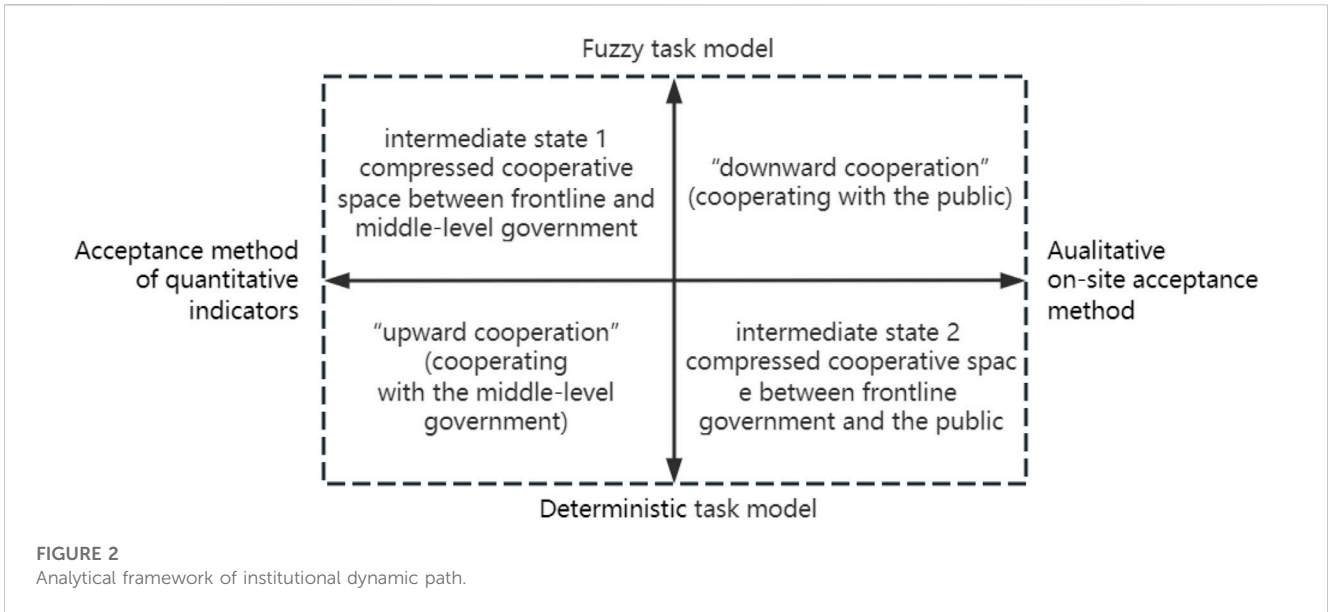 Fuzzy task model
intermediate state 1
compressed cooperative
space between frontline and
middle-level government
“downward cooperation”
(cooperating with the public)
Acceptance method
of quantitative
indicators
Aualitative
on-site acceptance
method
“upward cooperation”
(cooperating
with the middle-level
government)
intermediate state 2
compressed cooperative spac
e between frontline
government and the public
Deterministic task model
FIGURE 2
Analytical framework of institutional dynamic path.